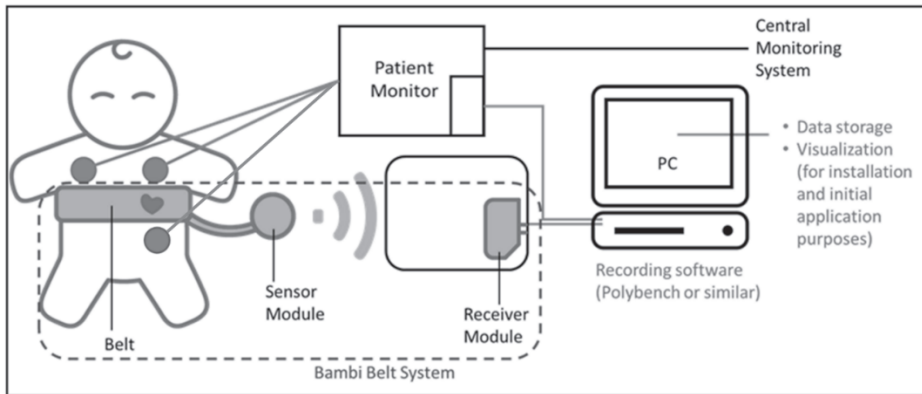 Central
Monitoring
System
Patient
Monitor
PC
• Data storage
• Visualization
(for installation
and initial
application
purposes)
Recording software
(Polybench or similar)
Sensor
Module
Receiver
Module
Belt
Bambi Belt System